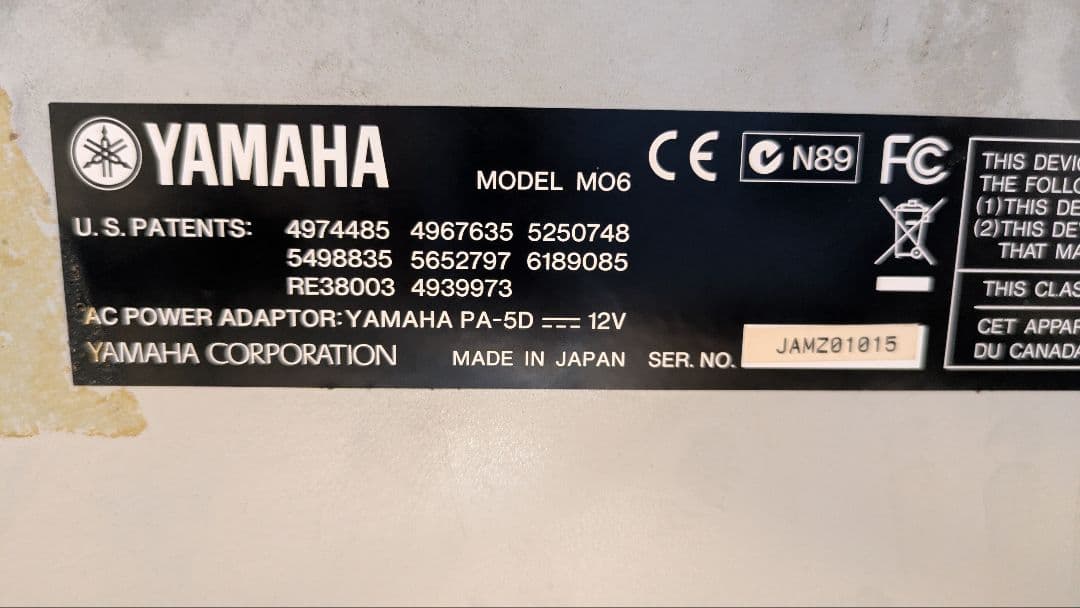 YAMAHA
MODEL MO6
CE
N89
FC
U.S. PATENTS: 4974485 4967635 5250748
5498835 5652797 6189085
RE38003 4939973
AC POWER ADAPTOR: YAMAHA PA-5D ⎓ 12V
YAMAHA CORPORATION MADE IN JAPAN SER. NO. JAMZ01015
THIS DEVIC
THE FOLLO
(1)THIS DE
(2)THIS DE
THAT MA
THIS CLAS
CET APPAR
DU CANADA